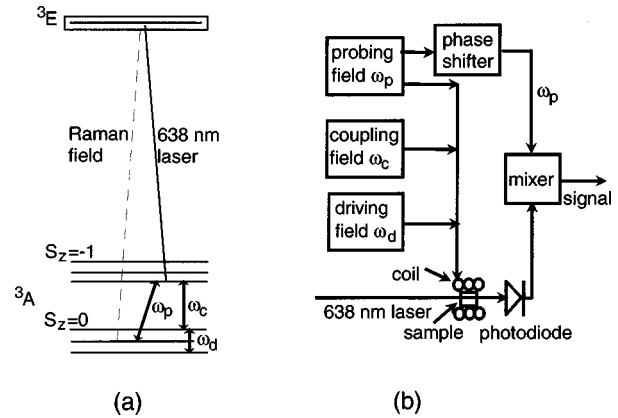 ³E
Raman
field
638 nm
laser
S_z=-1
³A
S_z=0
ω_p
ω_c
ω_d
(a)
probing
field ω_p
phase
shifter
ω_p
coupling
field ω_c
mixer
signal
driving
field ω_d
coil
638 nm laser
sample
photodiode
(b)